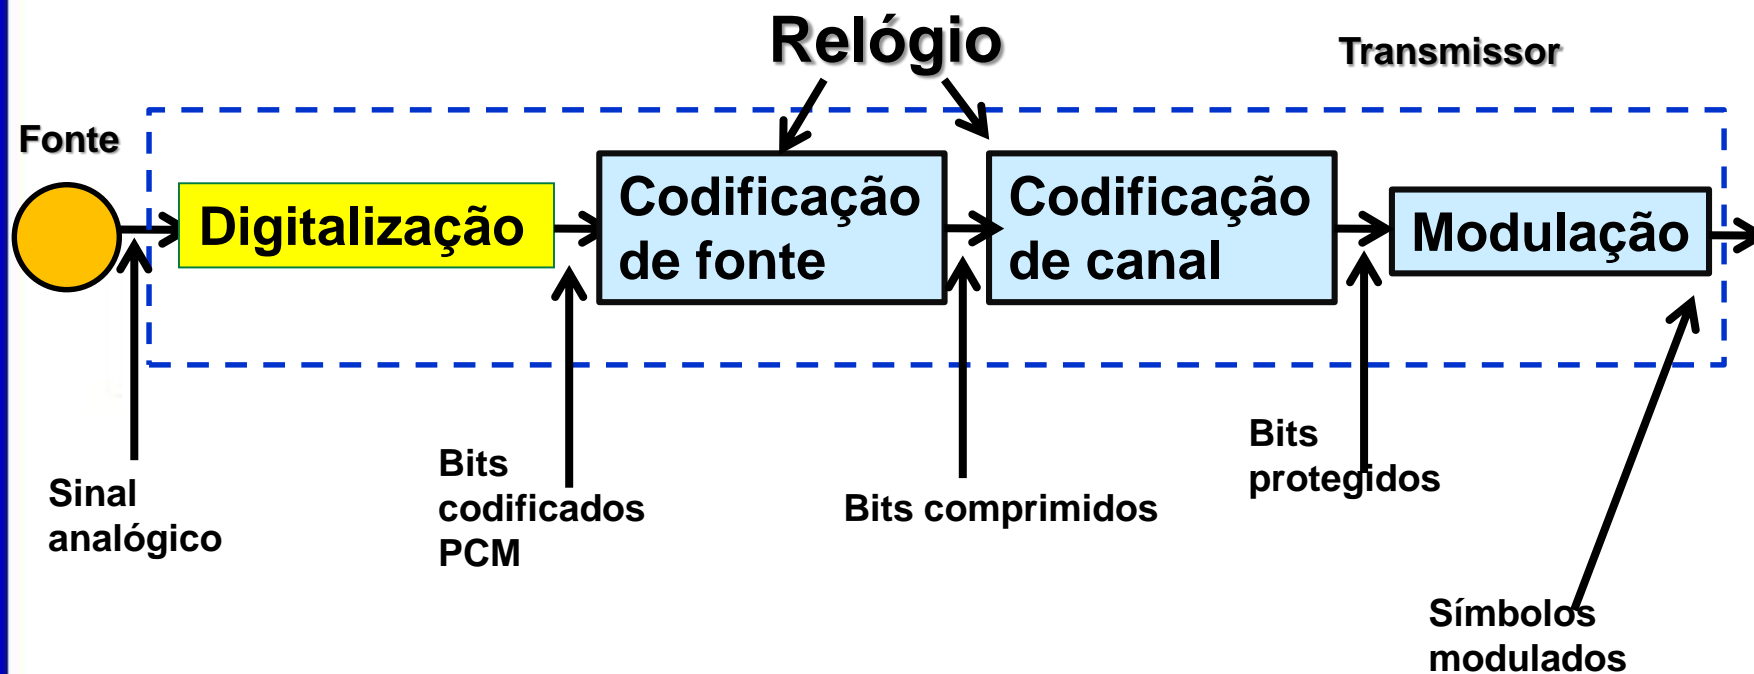 Relógio
Transmissor
Fonte
Digitalização
Codificação
de fonte
Codificação
de canal
Modulação
Sinal
analógico
Bits
codificados
PCM
Bits comprimidos
Bits
protegidos
Símbolos
modulados